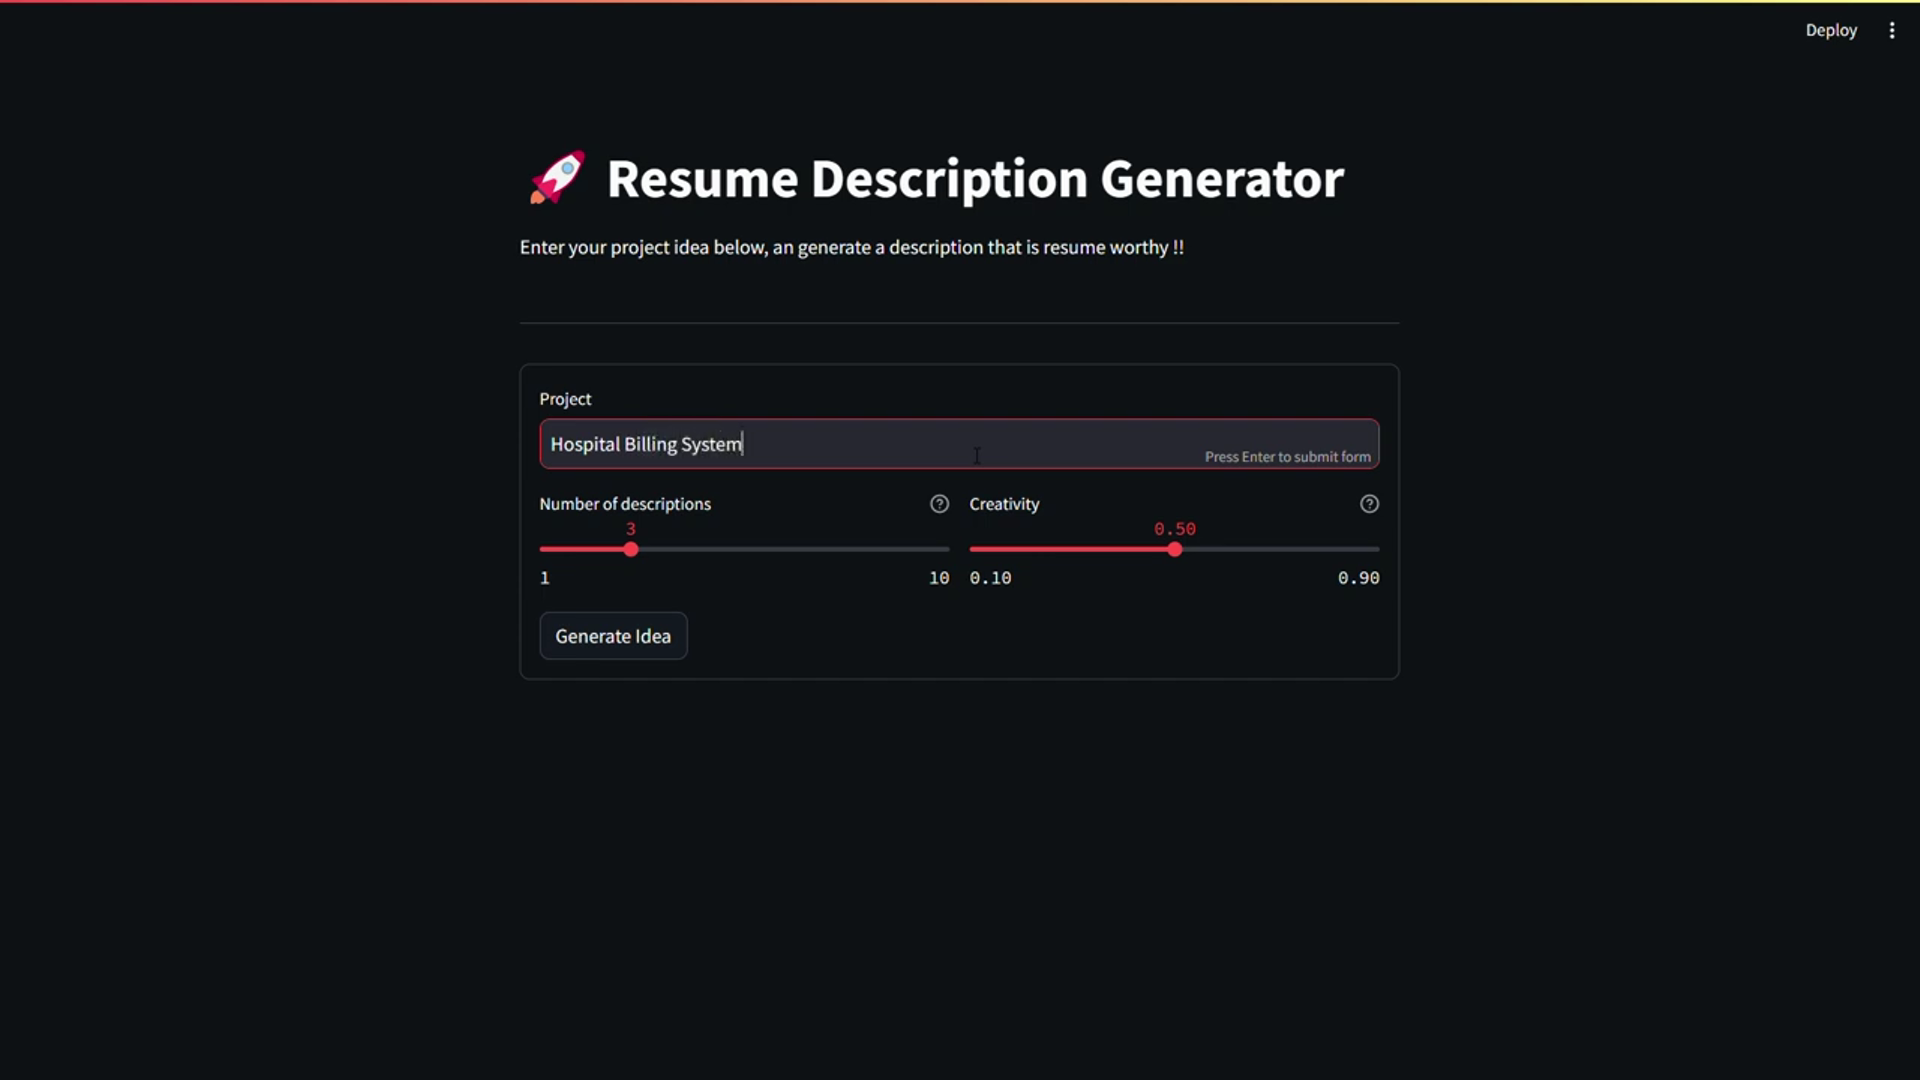 Deploy
Resume Description Generator
Enter your project idea below, an generate a description that is resume worthy !!
Project
Hospital Billing System
Press Enter to submit form
Number of descriptions
Creativity
3
0.50
1
10
0.10
0.90
Generate Idea